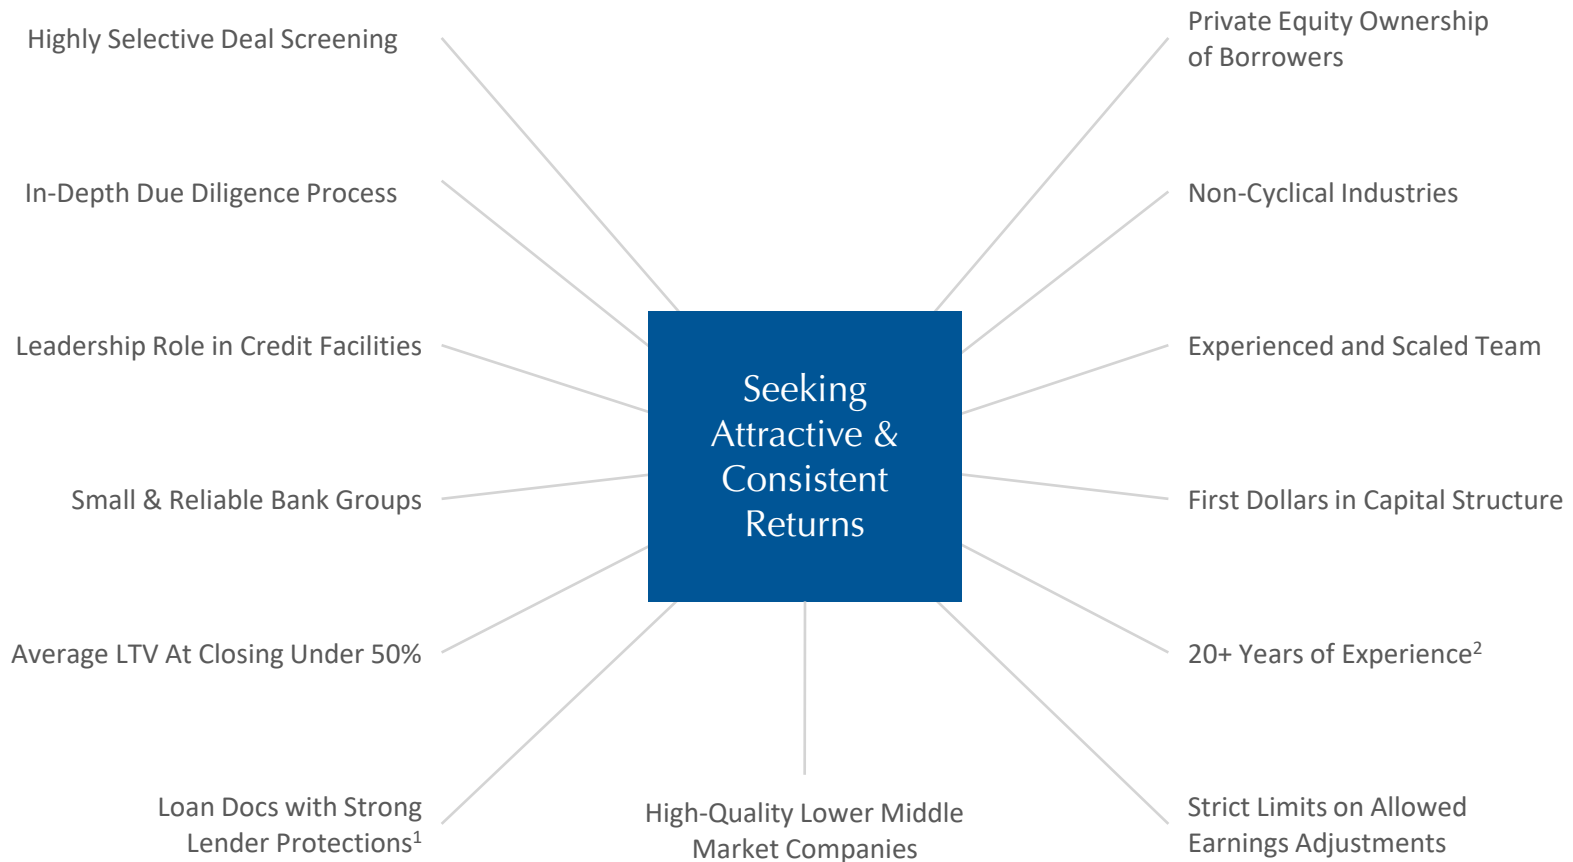 Highly Selective Deal Screening
Private Equity Ownership
of Borrowers
In-Depth Due Diligence Process
Non-Cyclical Industries
Leadership Role in Credit Facilities
Experienced and Scaled Team
Seeking
Attractive &
Consistent
Returns
Small & Reliable Bank Groups
First Dollars in Capital Structure
Average LTV At Closing Under 50%
20+ Years of Experience²
Loan Docs with Strong
Lender Protections¹
High-Quality Lower Middle
Market Companies
Strict Limits on Allowed
Earnings Adjustments